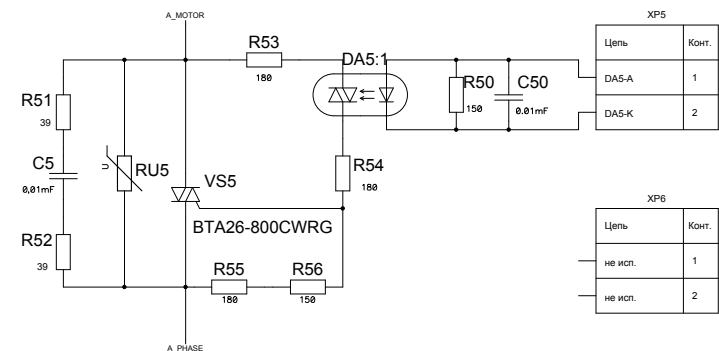 A_MOTOR
XP5
R53
180
DA5:1
Цепь
Конт.
R51
39
R50
150
C50
0.01mF
DA5-A
1
DA5-K
2
C5
0,01mF
U
RU5
R54
180
VS5
BTA26-800CWRG
XP6
Цепь
Конт.
R52
39
R55
180
R56
150
не исп.
1
не исп.
2
A_PHASE